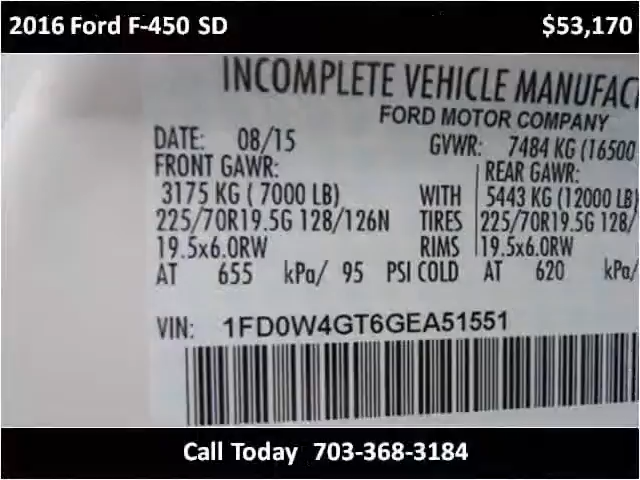 2016 Ford F-450 SD $53,170
INCOMPLETE VEHICLE MANUFAC
FORD MOTOR COMPANY
DATE: 08/15 GVWR: 7484 KG (16500
FRONT GAWR: REAR GAWR:
3175 KG ( 7000 LB) WITH 5443 KG (12000 LB)
225/70R19.5G 128/126N TIRES 225/70R19.5G 128/
19.5x6.0RW RIMS 19.5x6.0RW
AT 655 kPa/ 95 PSI COLD AT 620 kPa/
VIN: 1FD0W4GT6GEA51551
Call Today 703-368-3184